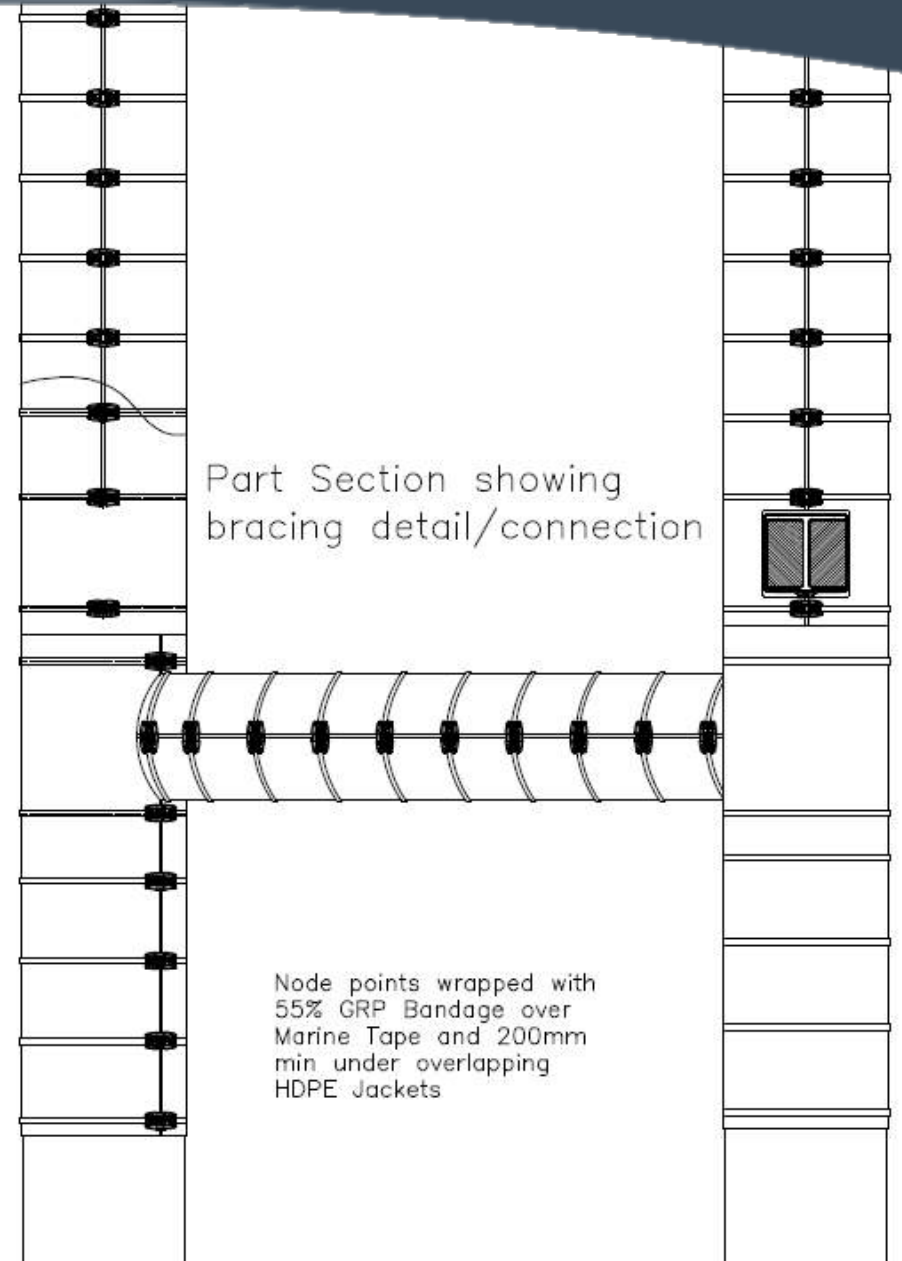 Part Section showing
bracing detail/connection
Node points wrapped with
55% GRP Bandage over
Marine Tape and 200mm
min under overlapping
HDPE Jackets